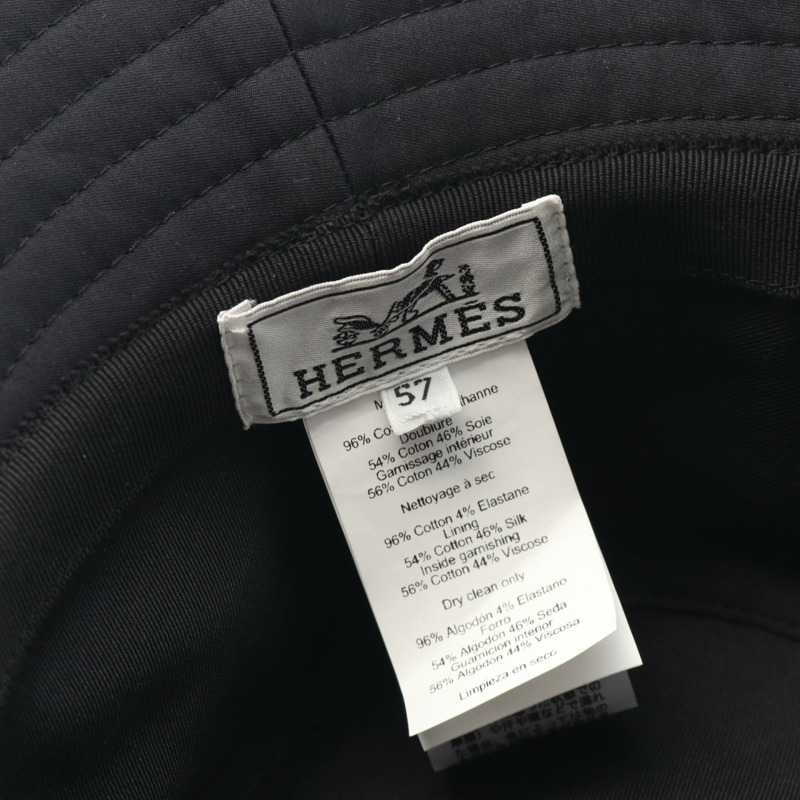 HERMÈS
57
96% Co
Doublure
54% Coton 46% Soie
Garnissage intérieur
56% Coton 44% Viscose
Nettoyage à sec
96% Cotton 4% Elastane
Lining
54% Cotton 46% Silk
Inside garnishing
56% Cotton 44% Viscose
Dry clean only
96% Algodón 4% Elastano
Forro
54% Algodón 46% Seda
Guarnicion interior
56% Algodón 44% Viscosa
Limpieza en seco